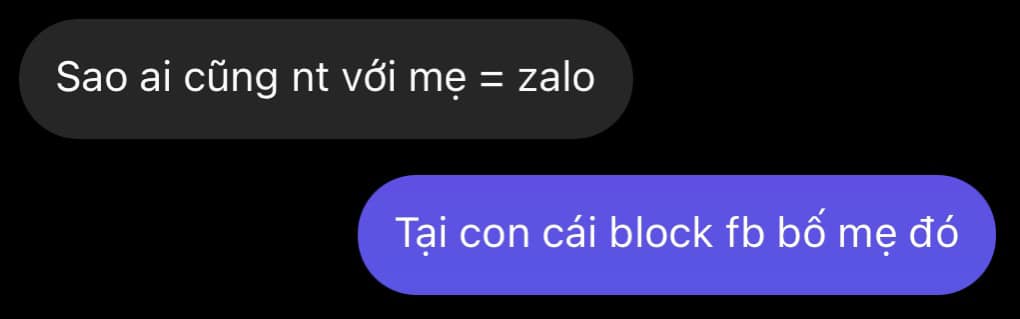 Sao ai cũng nt với mẹ = zalo
Tại con cái block fb bố mẹ đó